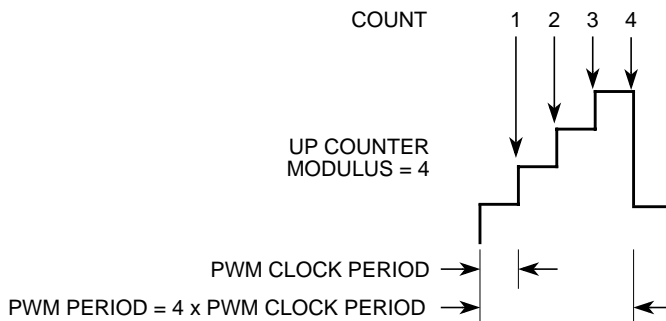 COUNT 1 2 3 4
UP COUNTER
MODULUS = 4
PWM CLOCK PERIOD
PWM PERIOD = 4 x PWM CLOCK PERIOD